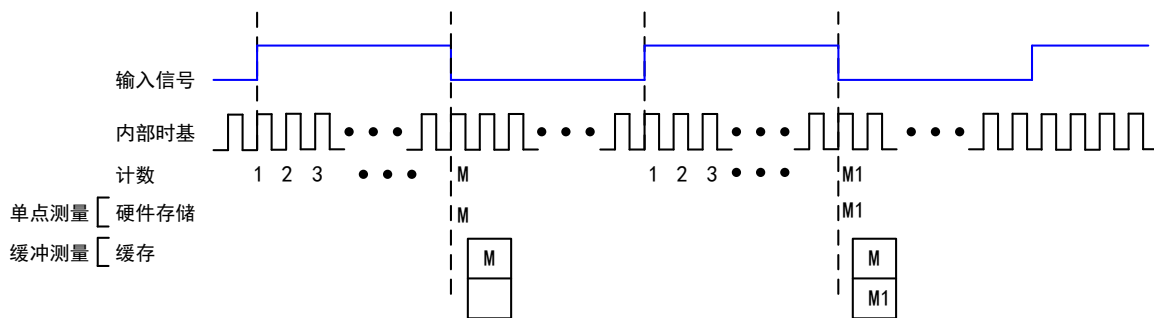 输入信号
内部时基
计数 1 2 3 M 1 2 3 M1
单点测量 硬件存储 M M1
缓冲测量 缓存 M M
M1